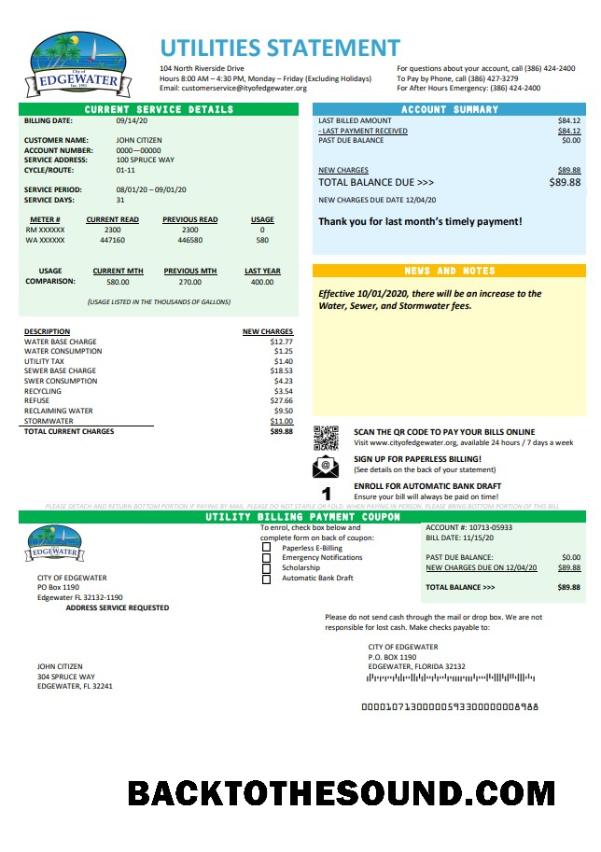 City of
EDGEWATER
Est. 1951
UTILITIES STATEMENT
104 North Riverside Drive
Hours 8:00 AM – 4:30 PM, Monday – Friday (Excluding Holidays)
Email: customerservice@cityofedgewater.org
For questions about your account, call (386) 424-2400
To Pay by Phone, call (386) 427-3279
For After Hours Emergency: (386) 424-2400
CURRENT SERVICE DETAILS
BILLING DATE: 09/14/20
CUSTOMER NAME: JOHN CITIZEN
ACCOUNT NUMBER: 0000—00000
SERVICE ADDRESS: 100 SPRUCE WAY
CYCLE/ROUTE: 01-11
SERVICE PERIOD: 08/01/20 – 09/01/20
SERVICE DAYS: 31
METER # CURRENT READ PREVIOUS READ USAGE
RM XXXXXX 2300 2300 0
WA XXXXXX 447160 446580 580
USAGE CURRENT MTH PREVIOUS MTH LAST YEAR
COMPARISON: 580.00 270.00 400.00
(USAGE LISTED IN THE THOUSANDS OF GALLONS)
DESCRIPTION NEW CHARGES
WATER BASE CHARGE $12.77
WATER CONSUMPTION $1.25
UTILITY TAX $1.40
SEWER BASE CHARGE $18.53
SWER CONSUMPTION $4.23
RECYCLING $3.54
REFUSE $27.66
RECLAIMING WATER $9.50
STORMWATER $11.00
TOTAL CURRENT CHARGES $89.88
ACCOUNT SUMMARY
LAST BILLED AMOUNT $84.12
- LAST PAYMENT RECEIVED $84.12
PAST DUE BALANCE $0.00
NEW CHARGES $89.88
TOTAL BALANCE DUE >>> $89.88
NEW CHARGES DUE DATE 12/04/20
Thank you for last month's timely payment!
NEWS AND NOTES
Effective 10/01/2020, there will be an increase to the
Water, Sewer, and Stormwater fees.
SCAN THE QR CODE TO PAY YOUR BILLS ONLINE
Visit www.cityofedgewater.org, available 24 hours / 7 days a week
SIGN UP FOR PAPERLESS BILLING!
(See details on the back of your statement)
1
ENROLL FOR AUTOMATIC BANK DRAFT
Ensure your bill will always be paid on time!
PLEASE DETACH AND RETURN BOTTOM PORTION IF PAYING BY MAIL. PLEASE DO NOT STAPLE OR FOLD. WHEN PAYING IN PERSON, PLEASE BRING BOTTOM PORTION OF THIS BILL
UTILITY BILLING PAYMENT COUPON
EDGEWATER
CITY OF EDGEWATER
PO Box 1190
Edgewater FL 32132-1190
ADDRESS SERVICE REQUESTED
To enrol, check box below and
complete form on back of coupon:
Paperless E-Billing
Emergency Notifications
Scholarship
Automatic Bank Draft
ACCOUNT #: 10713-05933
BILL DATE: 11/15/20
PAST DUE BALANCE: $0.00
NEW CHARGES DUE ON 12/04/20 $89.88
TOTAL BALANCE >>> $89.88
Please do not send cash through the mail or drop box. We are not
responsible for lost cash. Make checks payable to:
CITY OF EDGEWATER
P.O. BOX 1190
EDGEWATER, FLORIDA 32132
JOHN CITIZEN
304 SPRUCE WAY
EDGEWATER, FL 32241
BACKTOTHESOUND.COM